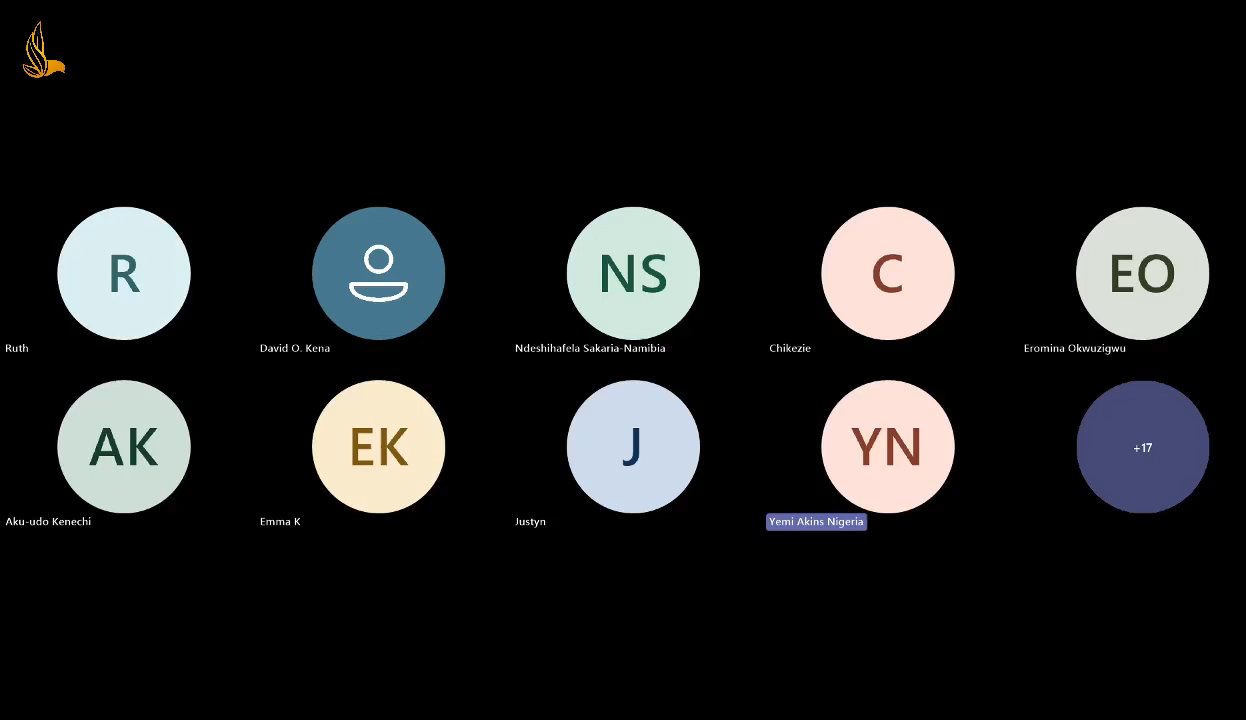 R
NS
C
EO
Ruth
David O. Kena
Ndeshihafela Sakaria-Namibia
Chikezie
Eromina Okwuzigwu
AK
EK
J
YN
+17
Aku-udo Kenechi
Emma K
Justyn
Yemi Akins Nigeria